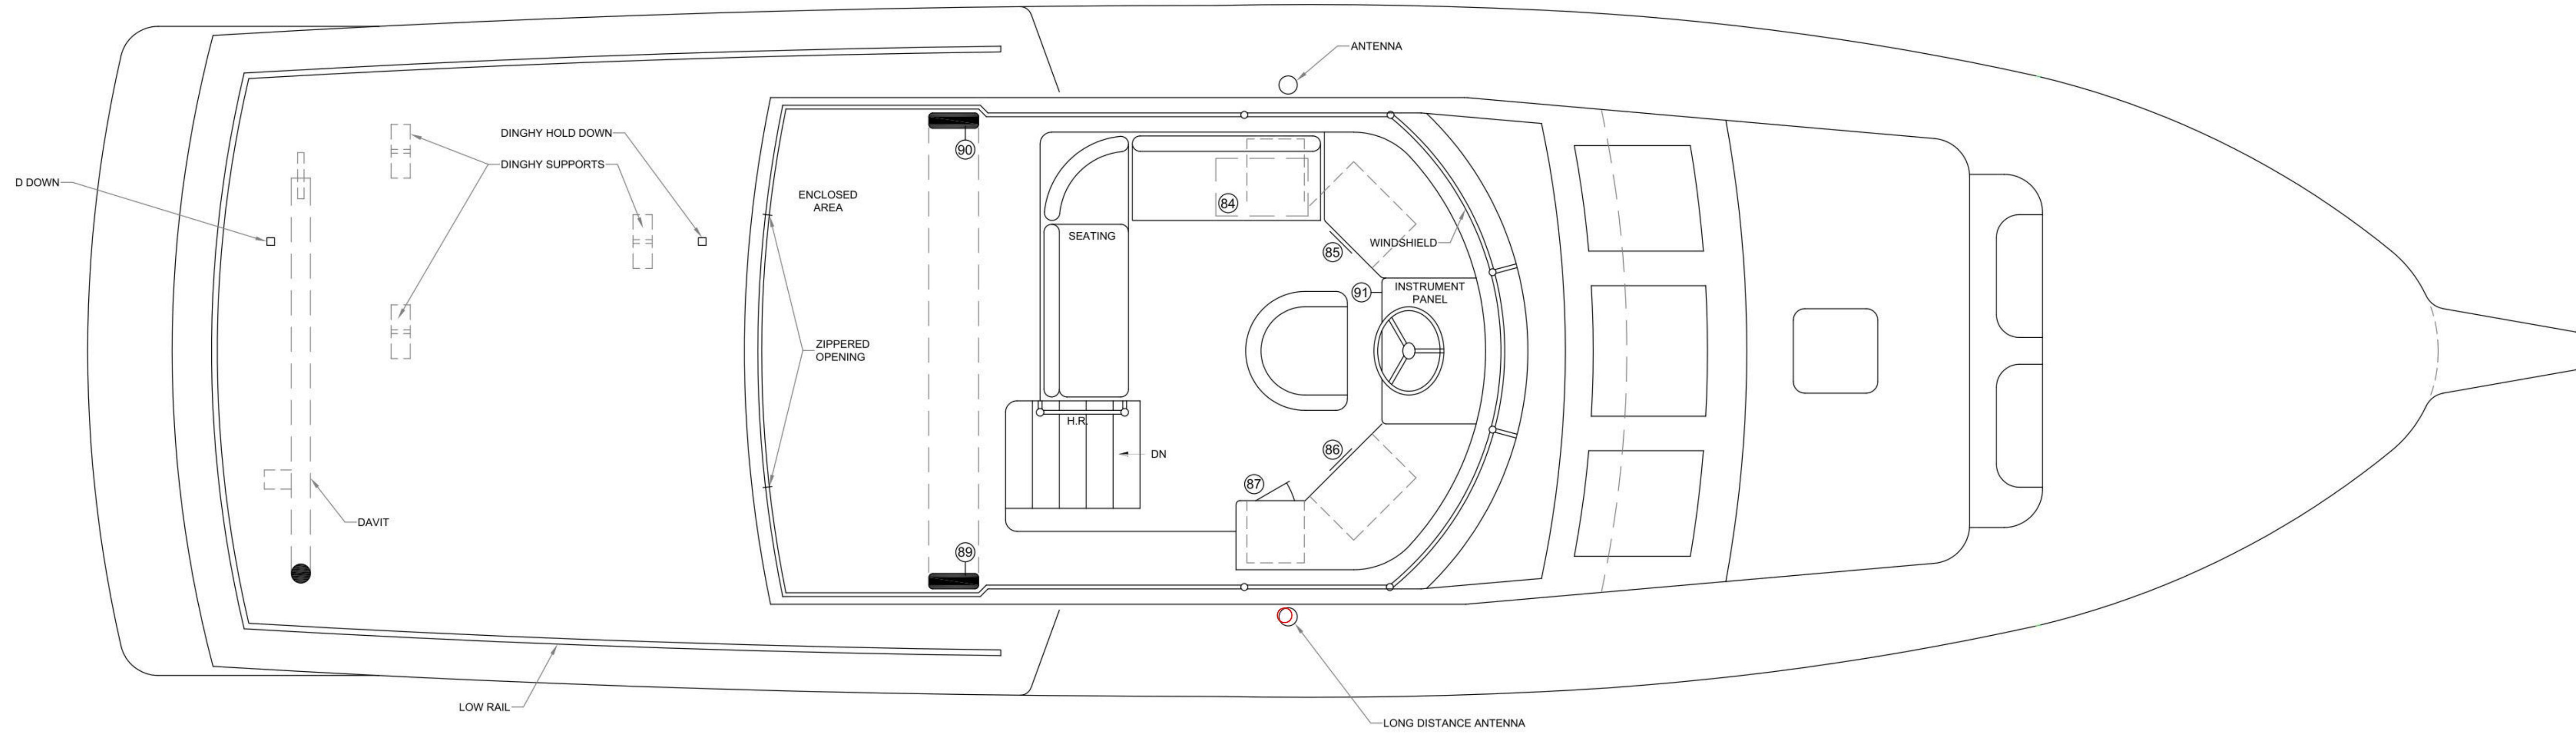 ANTENNA
DINGHY HOLD DOWN
DINGHY SUPPORTS
D DOWN
90
ENCLOSED
AREA
84
SEATING
85
WINDSHIELD
91
INSTRUMENT
PANEL
ZIPPERED
OPENING
H.R.
DN
86
87
DAVIT
89
LOW RAIL
LONG DISTANCE ANTENNA